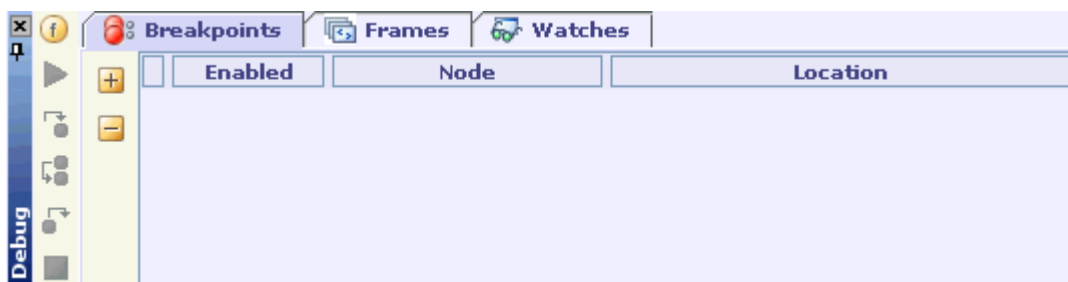 f Breakpoints Frames Watches
Enabled Node Location
Debug